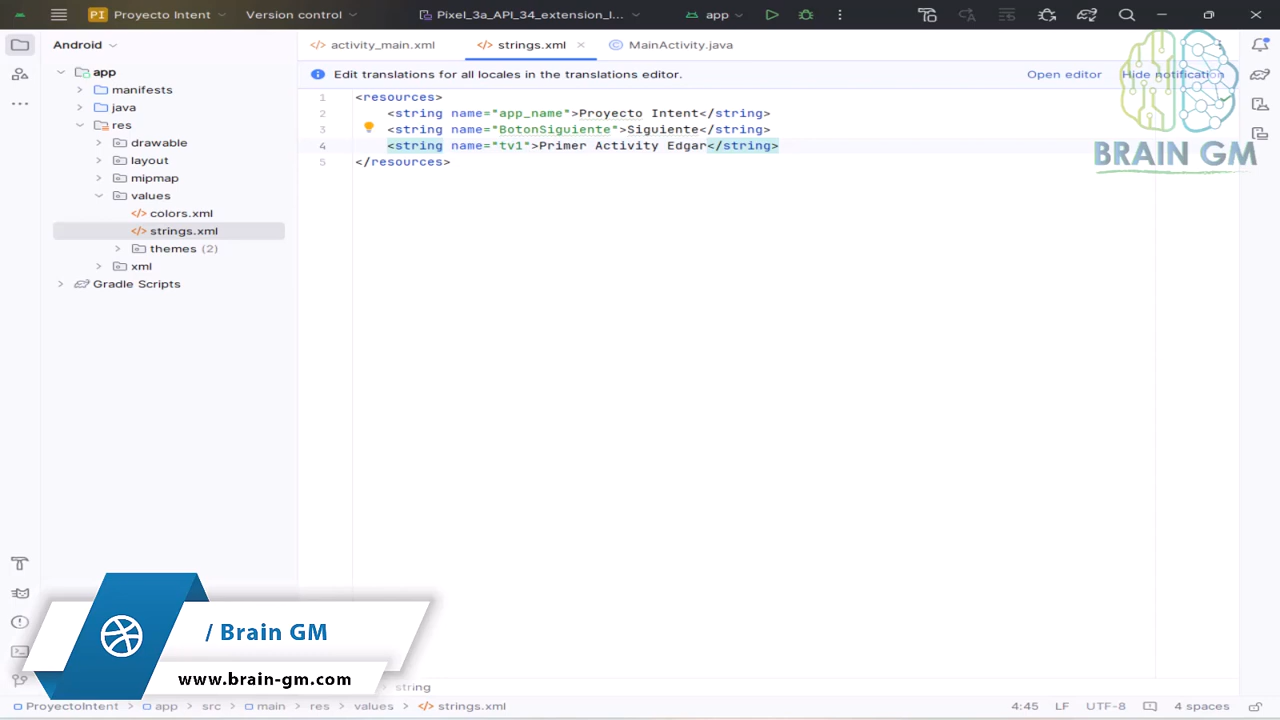 PI Proyecto Intent
Version control
Pixel_3a_API_34_extension_l...
app
Android
activity_main.xml
strings.xml
MainActivity.java
Edit translations for all locales in the translations editor.
Open editor
Hide notification
app
manifests
java
res
drawable
layout
mipmap
values
colors.xml
strings.xml
themes (2)
xml
Gradle Scripts
1 <resources>
2 <string name="app_name">Proyecto Intent</string>
3 <string name="BotonSiguiente">Siguiente</string>
4 <string name="tv1">Primer Activity Edgar</string>
5 </resources>
BRAIN GM
/ Brain GM
www.brain-gm.com
string
ProyectoIntent > app > src > main > res > values > strings.xml
4:45 LF UTF-8 4 spaces